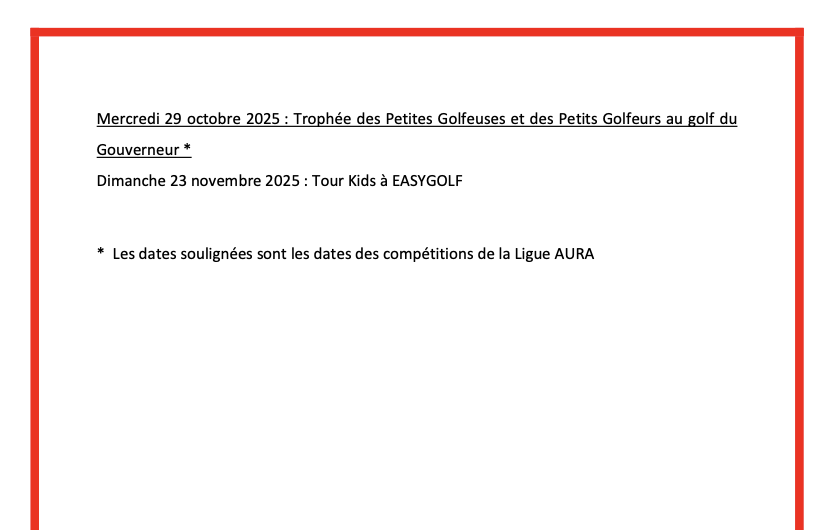 Mercredi 29 octobre 2025 : Trophée des Petites Golfeuses et des Petits Golfeurs au golf du
Gouverneur *
Dimanche 23 novembre 2025 : Tour Kids à EASYGOLF
* Les dates soulignées sont les dates des compétitions de la Ligue AURA